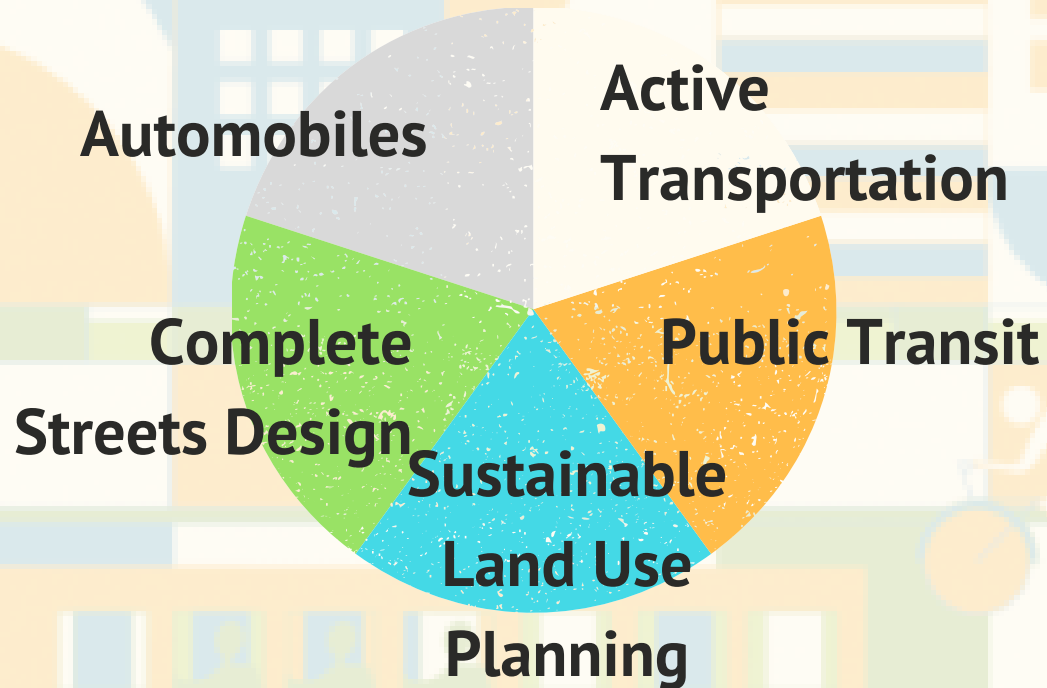 Automobiles
Active
Transportation
Complete
Streets Design
Public Transit
Sustainable
Land Use
Planning